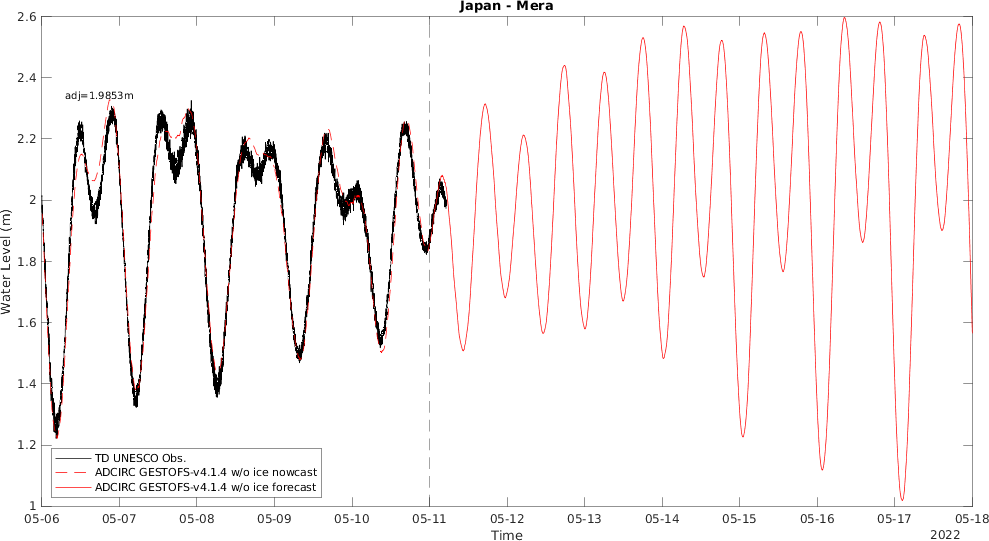 Japan - Mera
2.6
2.4
adj=1.9853m
2.2
2
1.8
1.6
1.4
1.2
1
Water Level (m)
TD UNESCO Obs.
ADCIRC GESTOFS-v4.1.4 w/o ice nowcast
ADCIRC GESTOFS-v4.1.4 w/o ice forecast
05-06 05-07 05-08 05-09 05-10 05-11 05-12 05-13 05-14 05-15 05-16 05-17 05-18
Time
2022